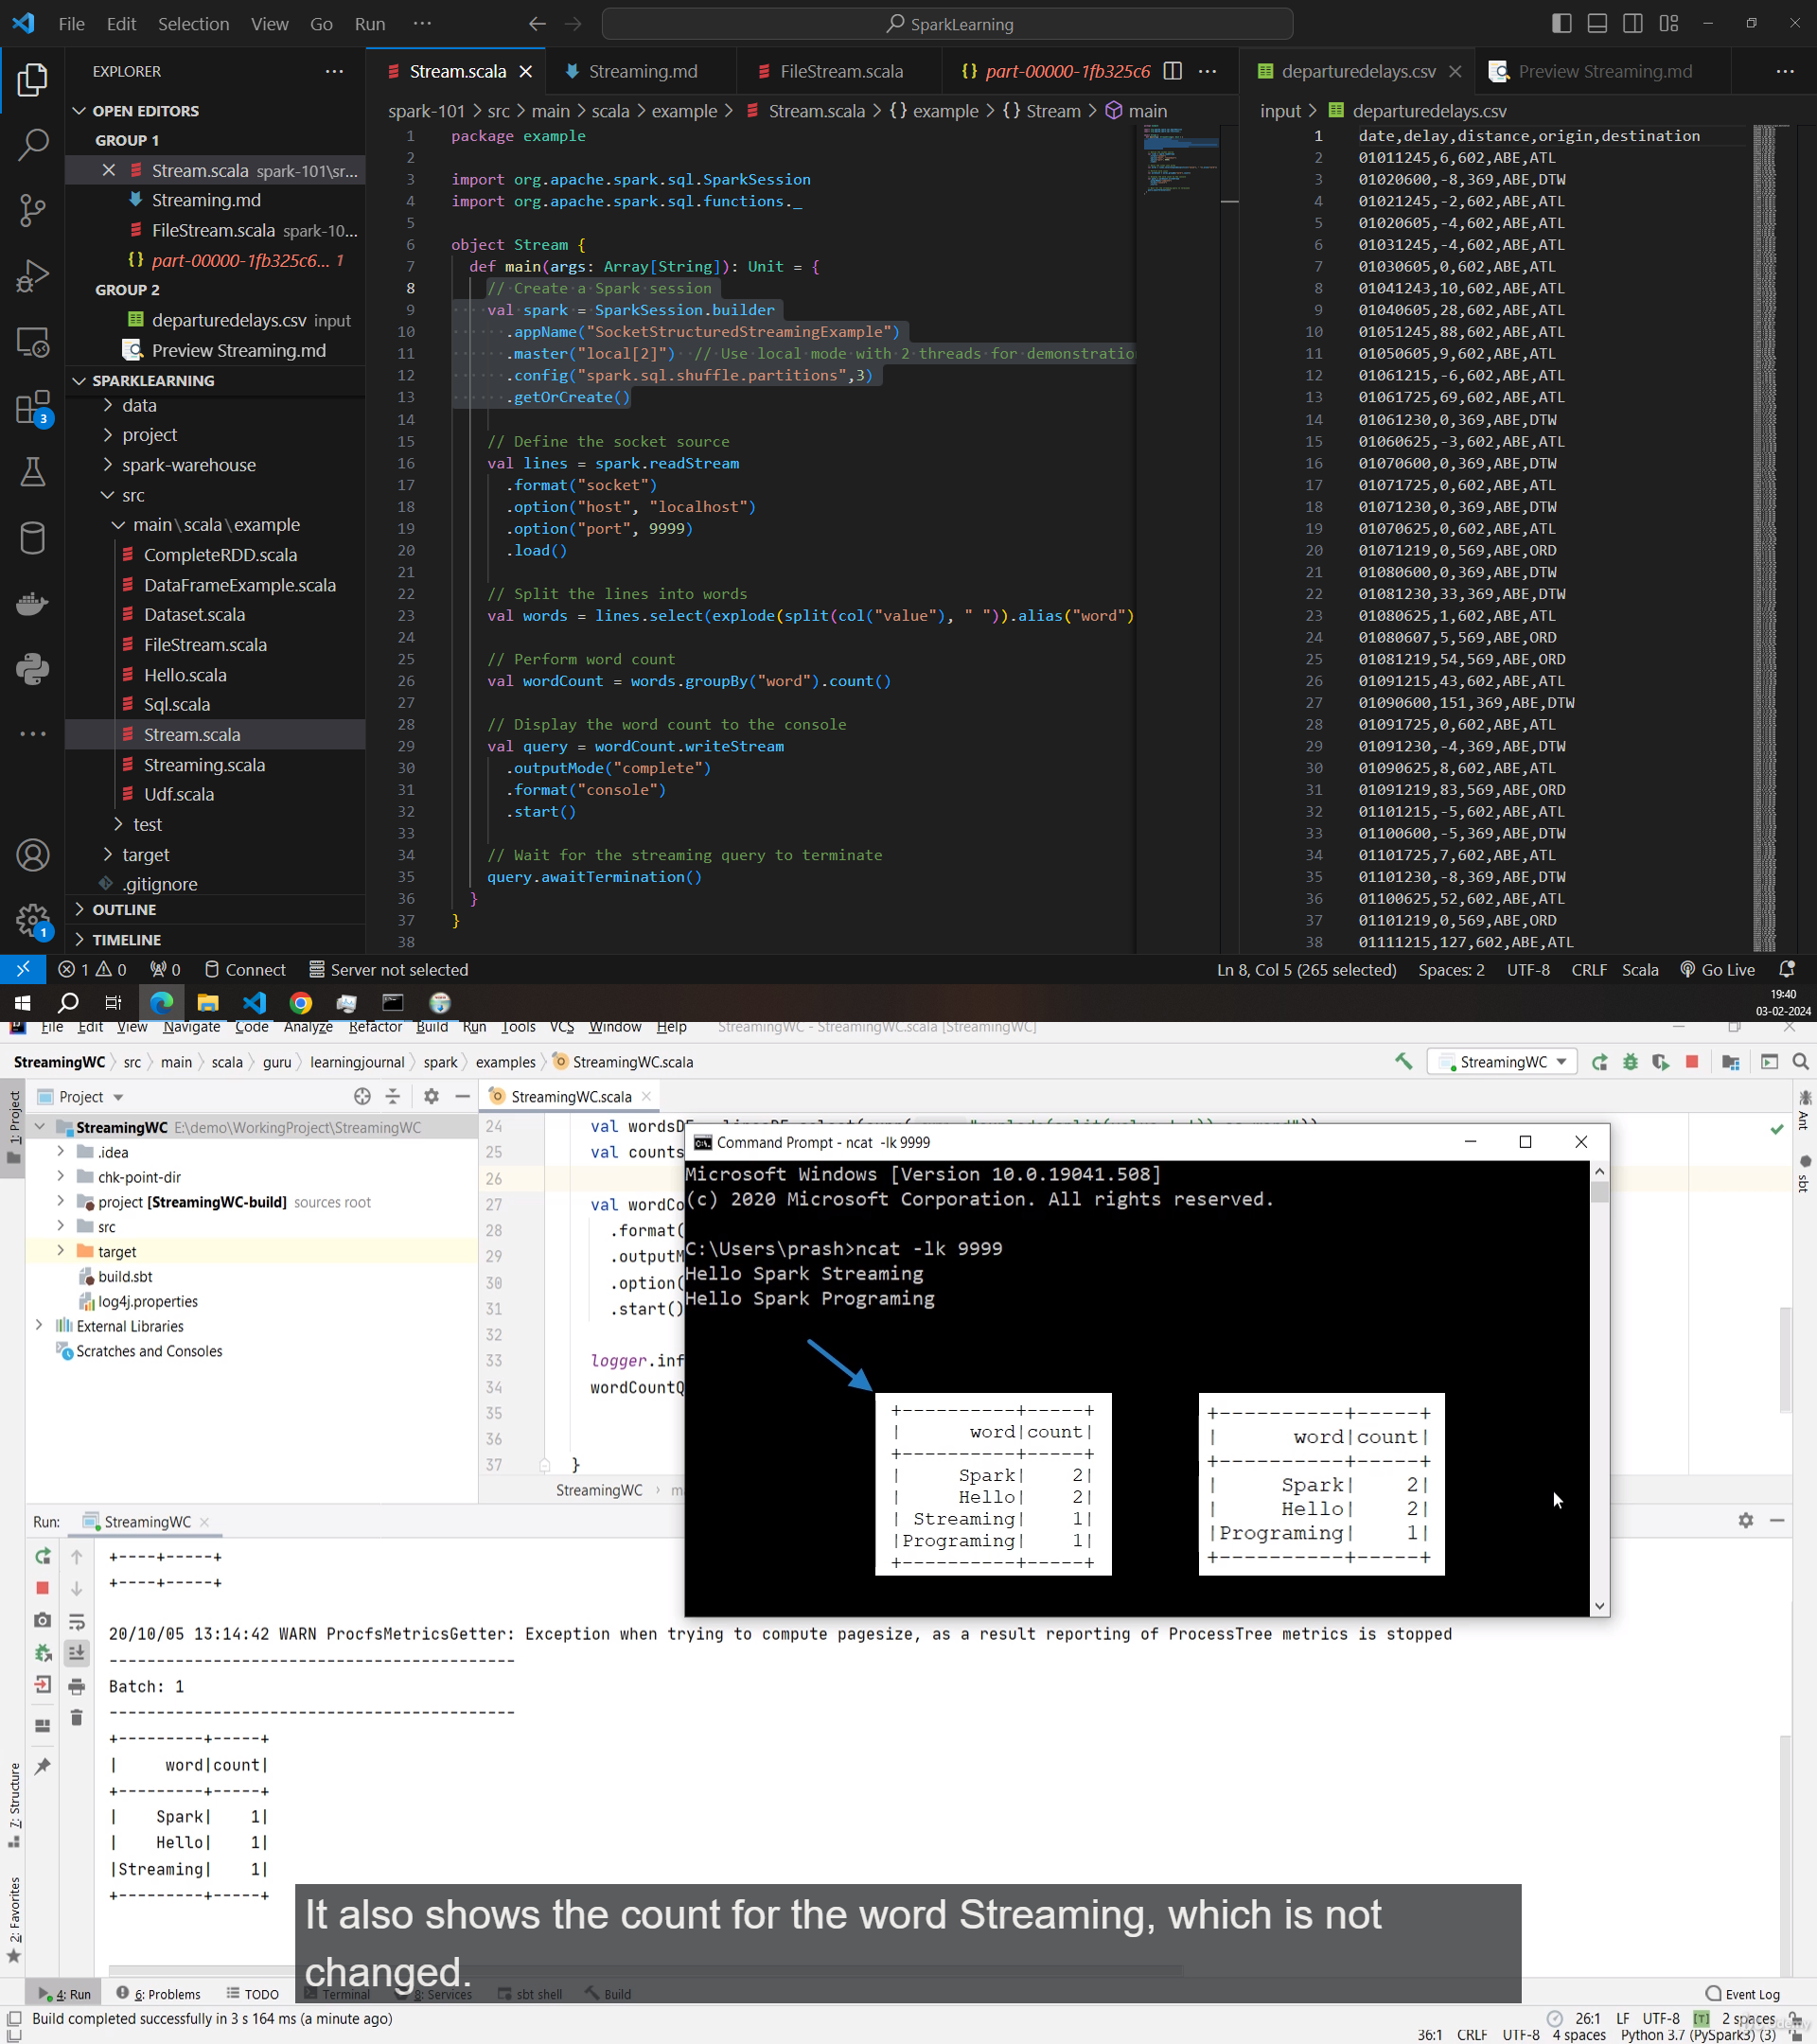 File Edit Selection View Go Run ··· SparkLearning
EXPLORER ···
OPEN EDITORS
GROUP 1
Stream.scala spark-101\sr...
Streaming.md
FileStream.scala spark-10...
{} part-00000-1fb325c6... 1
GROUP 2
departuredelays.csv input
Preview Streaming.md
SPARKLEARNING
data
project
spark-warehouse
src
main\scala\example
CompleteRDD.scala
DataFrameExample.scala
Dataset.scala
FileStream.scala
Hello.scala
Sql.scala
Stream.scala
Streaming.scala
Udf.scala
test
target
.gitignore
OUTLINE
TIMELINE
3
1
Stream.scala Streaming.md FileStream.scala {} part-00000-1fb325c6 ···
spark-101 > src > main > scala > example > Stream.scala > {} example > {} Stream > main
1 package example
2
3 import org.apache.spark.sql.SparkSession
4 import org.apache.spark.sql.functions._
5
6 object Stream {
7 def main(args: Array[String]): Unit = {
8 // Create a Spark session
9 val spark = SparkSession.builder
10 .appName("SocketStructuredStreamingExample")
11 .master("local[2]") // Use local mode with 2 threads for demonstratio
12 .config("spark.sql.shuffle.partitions",3)
13 .getOrCreate()
14
15 // Define the socket source
16 val lines = spark.readStream
17 .format("socket")
18 .option("host", "localhost")
19 .option("port", 9999)
20 .load()
21
22 // Split the lines into words
23 val words = lines.select(explode(split(col("value"), " ")).alias("word")
24
25 // Perform word count
26 val wordCount = words.groupBy("word").count()
27
28 // Display the word count to the console
29 val query = wordCount.writeStream
30 .outputMode("complete")
31 .format("console")
32 .start()
33
34 // Wait for the streaming query to terminate
35 query.awaitTermination()
36 }
37 }
38
departuredelays.csv Preview Streaming.md ···
input > departuredelays.csv
1 date,delay,distance,origin,destination
2 01011245,6,602,ABE,ATL
3 01020600,-8,369,ABE,DTW
4 01021245,-2,602,ABE,ATL
5 01020605,-4,602,ABE,ATL
6 01031245,-4,602,ABE,ATL
7 01030605,0,602,ABE,ATL
8 01041243,10,602,ABE,ATL
9 01040605,28,602,ABE,ATL
10 01051245,88,602,ABE,ATL
11 01050605,9,602,ABE,ATL
12 01061215,-6,602,ABE,ATL
13 01061725,69,602,ABE,ATL
14 01061230,0,369,ABE,DTW
15 01060625,-3,602,ABE,ATL
16 01070600,0,369,ABE,DTW
17 01071725,0,602,ABE,ATL
18 01071230,0,369,ABE,DTW
19 01070625,0,602,ABE,ATL
20 01071219,0,569,ABE,ORD
21 01080600,0,369,ABE,DTW
22 01081230,33,369,ABE,DTW
23 01080625,1,602,ABE,ATL
24 01080607,5,569,ABE,ORD
25 01081219,54,569,ABE,ORD
26 01091215,43,602,ABE,ATL
27 01090600,151,369,ABE,DTW
28 01091725,0,602,ABE,ATL
29 01091230,-4,369,ABE,DTW
30 01090625,8,602,ABE,ATL
31 01091219,83,569,ABE,ORD
32 01101215,-5,602,ABE,ATL
33 01100600,-5,369,ABE,DTW
34 01101725,7,602,ABE,ATL
35 01101230,-8,369,ABE,DTW
36 01100625,52,602,ABE,ATL
37 01101219,0,569,ABE,ORD
38 01111215,127,602,ABE,ATL
1 0 0 Connect Server not selected Ln 8, Col 5 (265 selected) Spaces: 2 UTF-8 CRLF Scala Go Live
19:40
03-02-2024
File Edit View Navigate Code Analyze Refactor Build Run Tools VCS Window Help StreamingWC - StreamingWC.scala [StreamingWC]
StreamingWC src main scala guru learningjournal spark examples StreamingWC.scala StreamingWC
1: Project
Project
StreamingWC E:\demo\WorkingProject\StreamingWC
.idea
chk-point-dir
project [StreamingWC-build] sources root
src
target
build.sbt
log4j.properties
External Libraries
Scratches and Consoles
StreamingWC.scala
24 val words
25 val counts
26
27 val wordCo
28 .format(
29 .outputM
30 .option(
31 .start()
32
33 logger.inf
34 wordCountQ
35
36
37 }
StreamingWC
Ant
sbt
Command Prompt - ncat -lk 9999
Microsoft Windows [Version 10.0.19041.508]
(c) 2020 Microsoft Corporation. All rights reserved.
C:\Users\prash>ncat -lk 9999
Hello Spark Streaming
Hello Spark Programing
+----------+-----+
| word|count|
+----------+-----+
| Spark| 2|
| Hello| 2|
| Streaming| 1|
|Programing| 1|
+----------+-----+
+----------+-----+
| word|count|
+----------+-----+
| Spark| 2|
| Hello| 2|
|Programing| 1|
+----------+-----+
Run: StreamingWC
+----+-----+
+----+-----+
20/10/05 13:14:42 WARN ProcfsMetricsGetter: Exception when trying to compute pagesize, as a result reporting of ProcessTree metrics is stopped
-------------------------------------------
Batch: 1
-------------------------------------------
+---------+-----+
| word|count|
+---------+-----+
| Spark| 1|
| Hello| 1|
|Streaming| 1|
+---------+-----+
7: Structure
2: Favorites
It also shows the count for the word Streaming, which is not
changed.
4: Run 6: Problems TODO Terminal 8: Services sbt shell Build Event Log
Build completed successfully in 3 s 164 ms (a minute ago) 26:1 LF UTF-8 [T] 2 spaces
36:1 CRLF UTF-8 4 spaces Python 3.7 (PySpark3) (3)